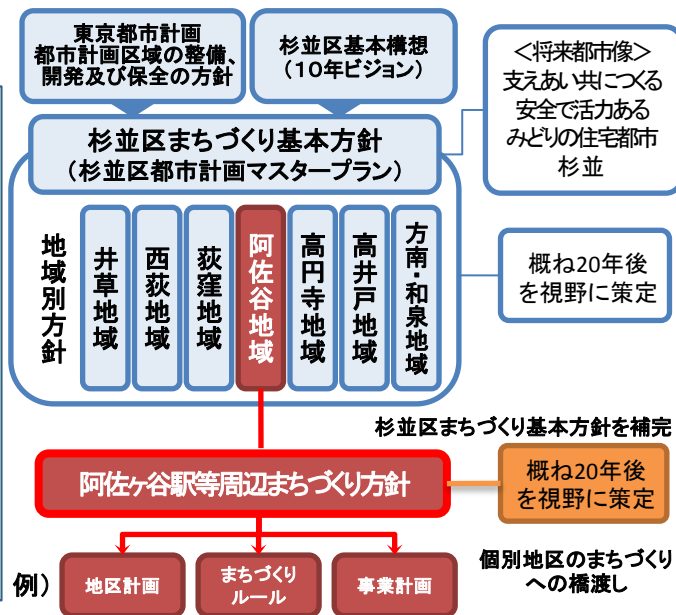 東京都市計画
都市計画区域の整備、
開発及び保全の方針
杉並区基本構想
（１０年ビジョン）
＜将来都市像＞
支えあい共につくる
安全で活力ある
みどりの住宅都市
杉並
杉並区まちづくり基本方針
（杉並区都市計画マスタープラン）
地域別方針
井草地域
西荻地域
荻窪地域
阿佐谷地域
高円寺地域
高井戸地域
方南・和泉地域
概ね20年後
を視野に策定
杉並区まちづくり基本方針を補完
阿佐ヶ谷駅等周辺まちづくり方針
概ね20年後
を視野に策定
例）
地区計画
まちづくり
ルール
事業計画
個別地区のまちづくり
への橋渡し